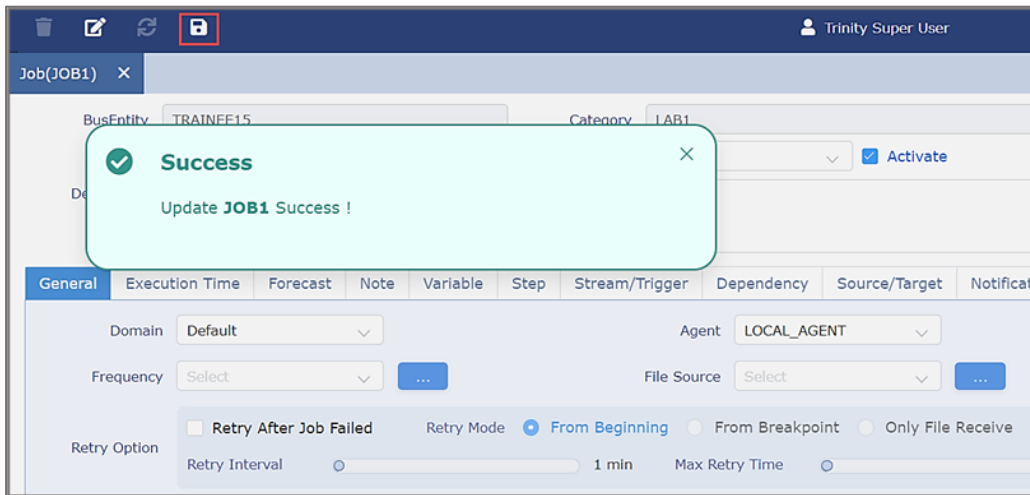 Trinity Super User
Job(JOB1)
BusEntity TRAINEE15 Category LAB1
Success
Activate
Update JOB1 Success !
General Execution Time Forecast Note Variable Step Stream/Trigger Dependency Source/Target Notificat
Domain Default Agent LOCAL_AGENT
Frequency Select ... File Source Select ...
Retry After Job Failed Retry Mode From Beginning From Breakpoint Only File Receive
Retry Option
Retry Interval 1 min Max Retry Time